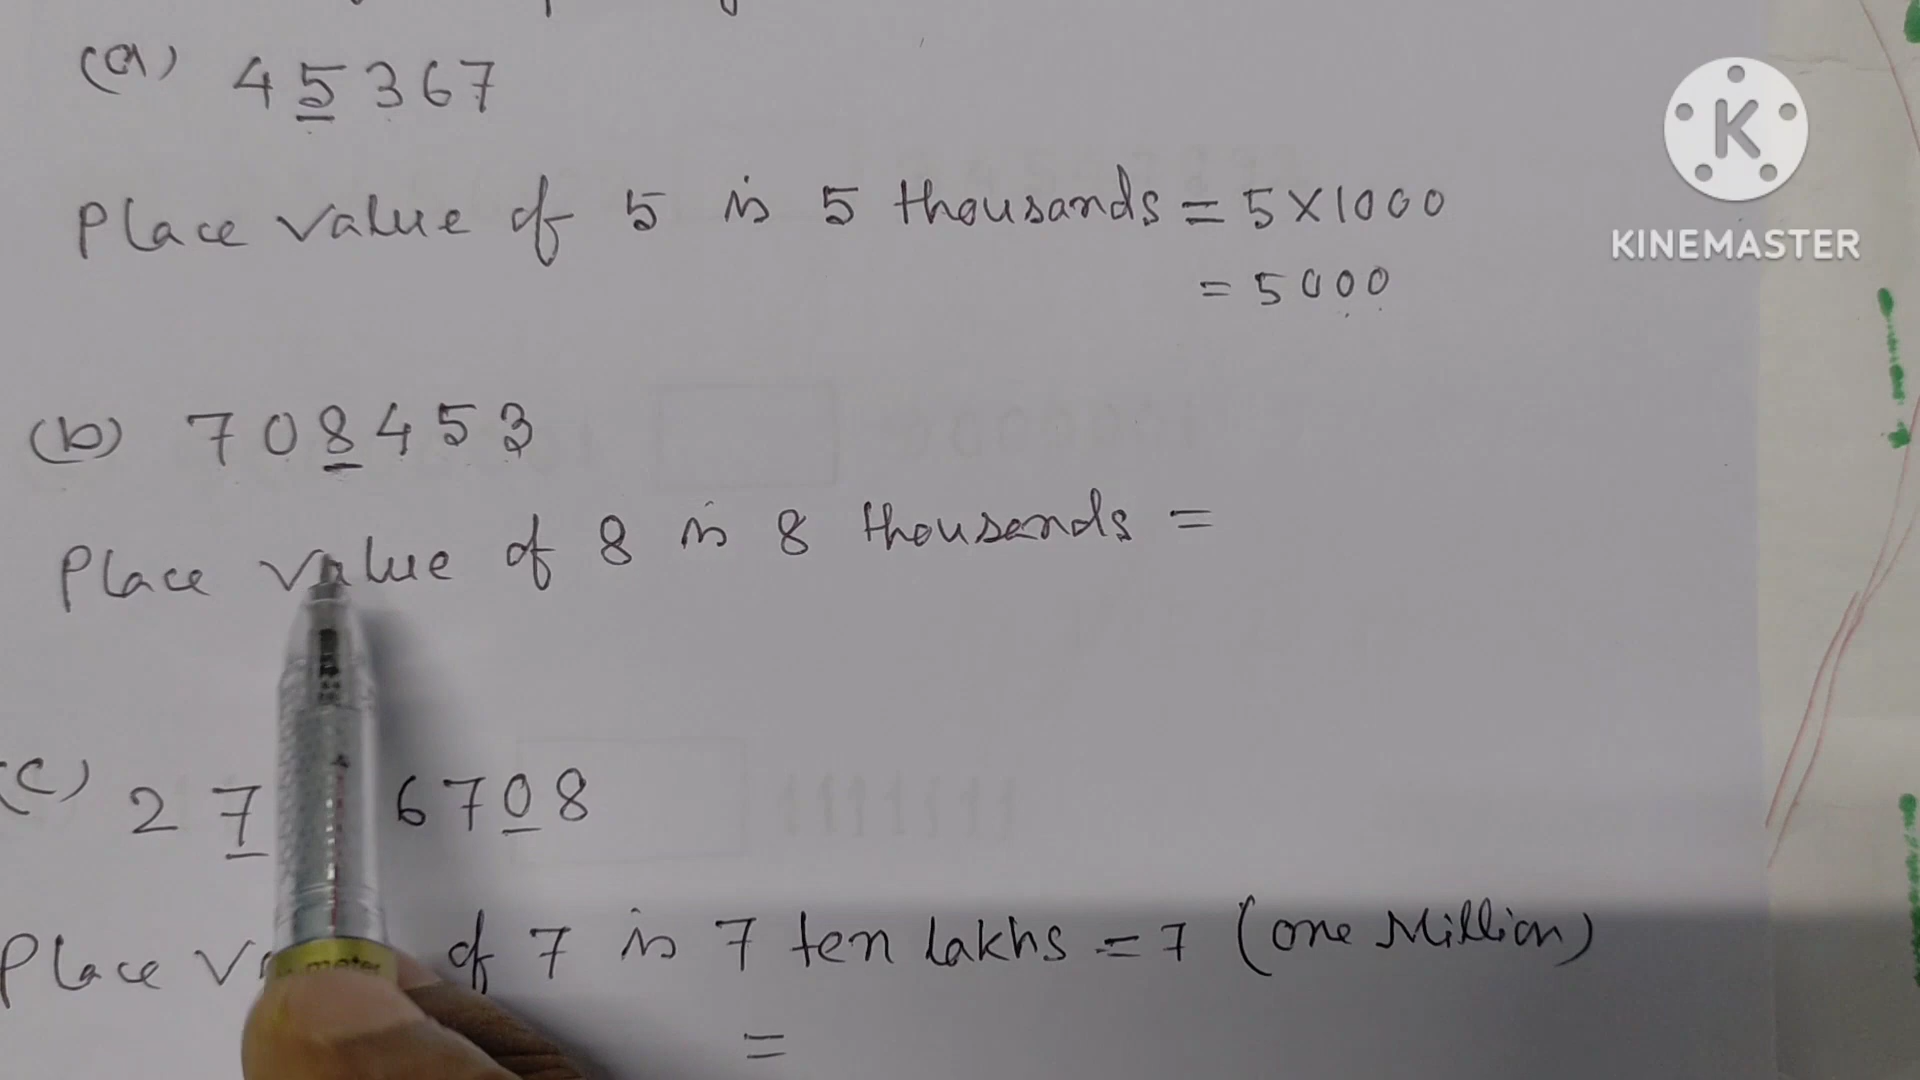 (a) 45367
Place value of 5 is 5 thousands = 5×1000
= 5000
(b) 708453
Place value of 8 is 8 thousands =
(c) 27 6708
Place of 7 is 7 ten lakhs = 7 (one Million)
=
K
KINEMASTER